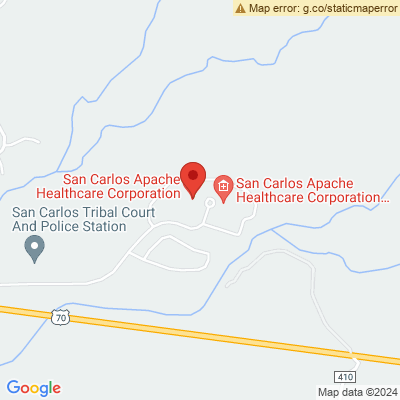 Map error: g.co/staticmaperror
San Carlos Apache
Healthcare Corporation
San Carlos Apache
Healthcare Corporation...
San Carlos Tribal Court
And Police Station
70
410
Google
Map data ©2024